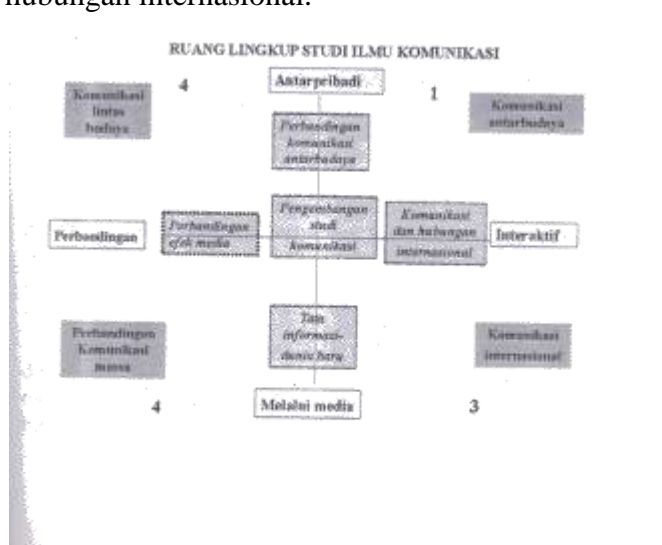 hubungan internasional.
RUANG LINGKUP STUDI ILMU KOMUNIKASI
4
Antarpribadi
1
Komunikasi
lintas
budaya
Komunikasi
antarbudaya
Perbandingan
komunikasi
antarbudaya
Perbandingan
Perbandingan
efek media
Pengembangan
studi
komunikasi
Komunikasi
dan hubungan
internasional
Interaktif
Perbandingan
Komunikasi
massa
Tata
informasi-
dunia baru
Komunikasi
internasional
4
Melalui media
3